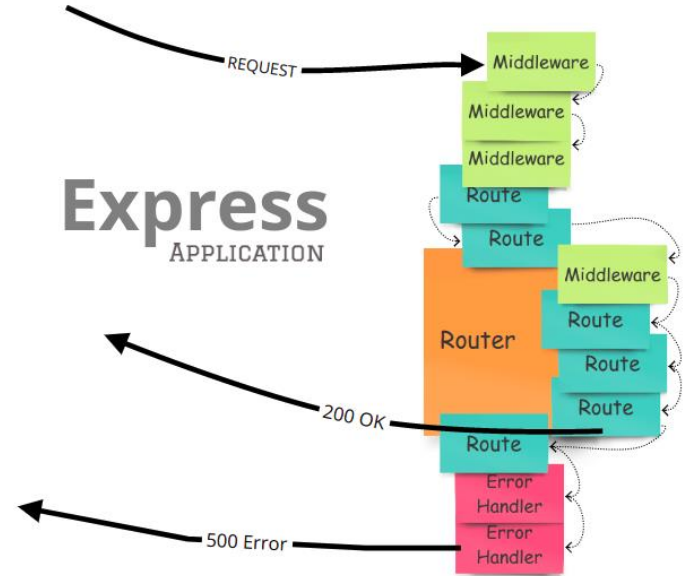 REQUEST
Middleware
Middleware
Middleware
Route
Express
APPLICATION
Route
Middleware
Router
Route
Route
Route
200 OK
Route
Error
Handler
Error
Handler
500 Error